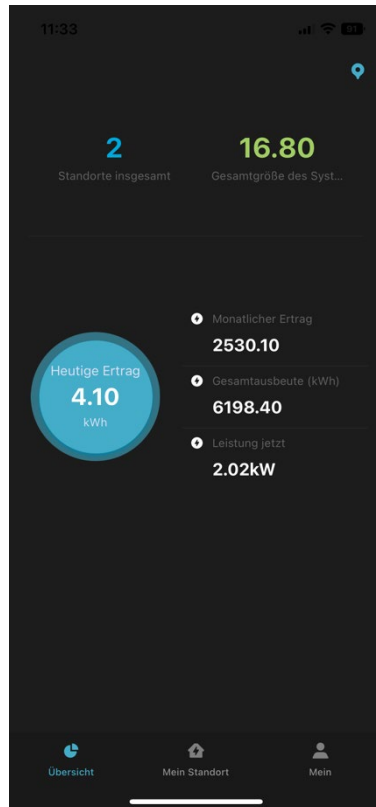 11:33
91
2
Standorte insgesamt
16.80
Gesamtgröße des Syst...
Monatlicher Ertrag
2530.10
Heutige Ertrag
4.10
kWh
Gesamtausbeute (kWh)
6198.40
Leistung jetzt
2.02kW
Übersicht
Mein Standort
Mein